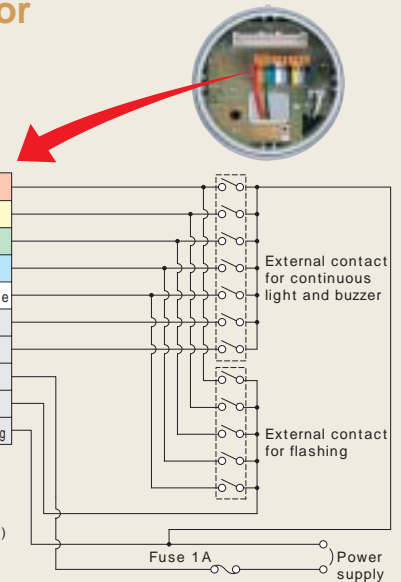 or
e
External contact
for continuous
light and buzzer
External contact
for flashing
g
)
Fuse 1A
Power
supply